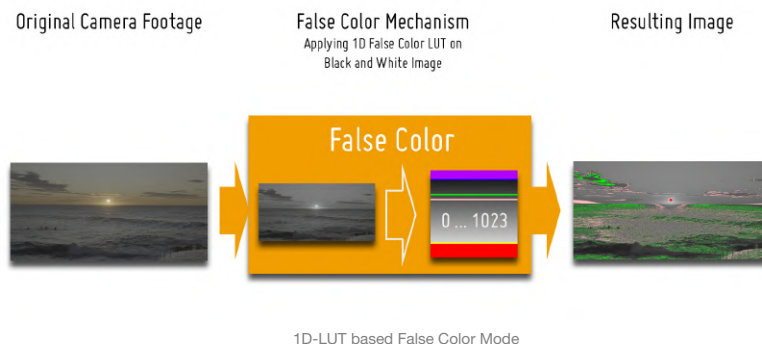 Original Camera Footage
False Color Mechanism
Applying 1D False Color LUT on
Black and White Image
Resulting Image
False Color
0 ... 1023
1D-LUT based False Color Mode